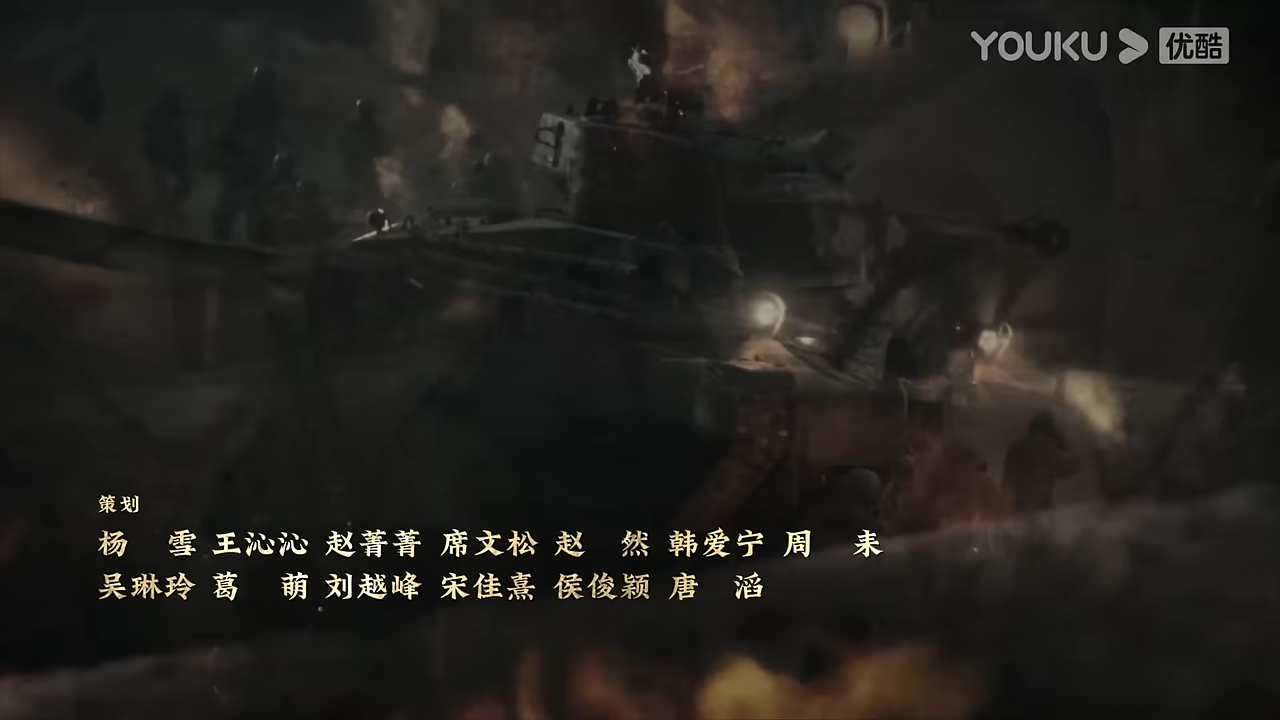 YOUKU 优酷
策划
杨 雪 王沁沁 赵菁菁 席文松 赵 然 韩爱宁 周 耒
吴琳玲 葛 萌 刘越峰 宋佳熹 侯俊颖 唐 滔